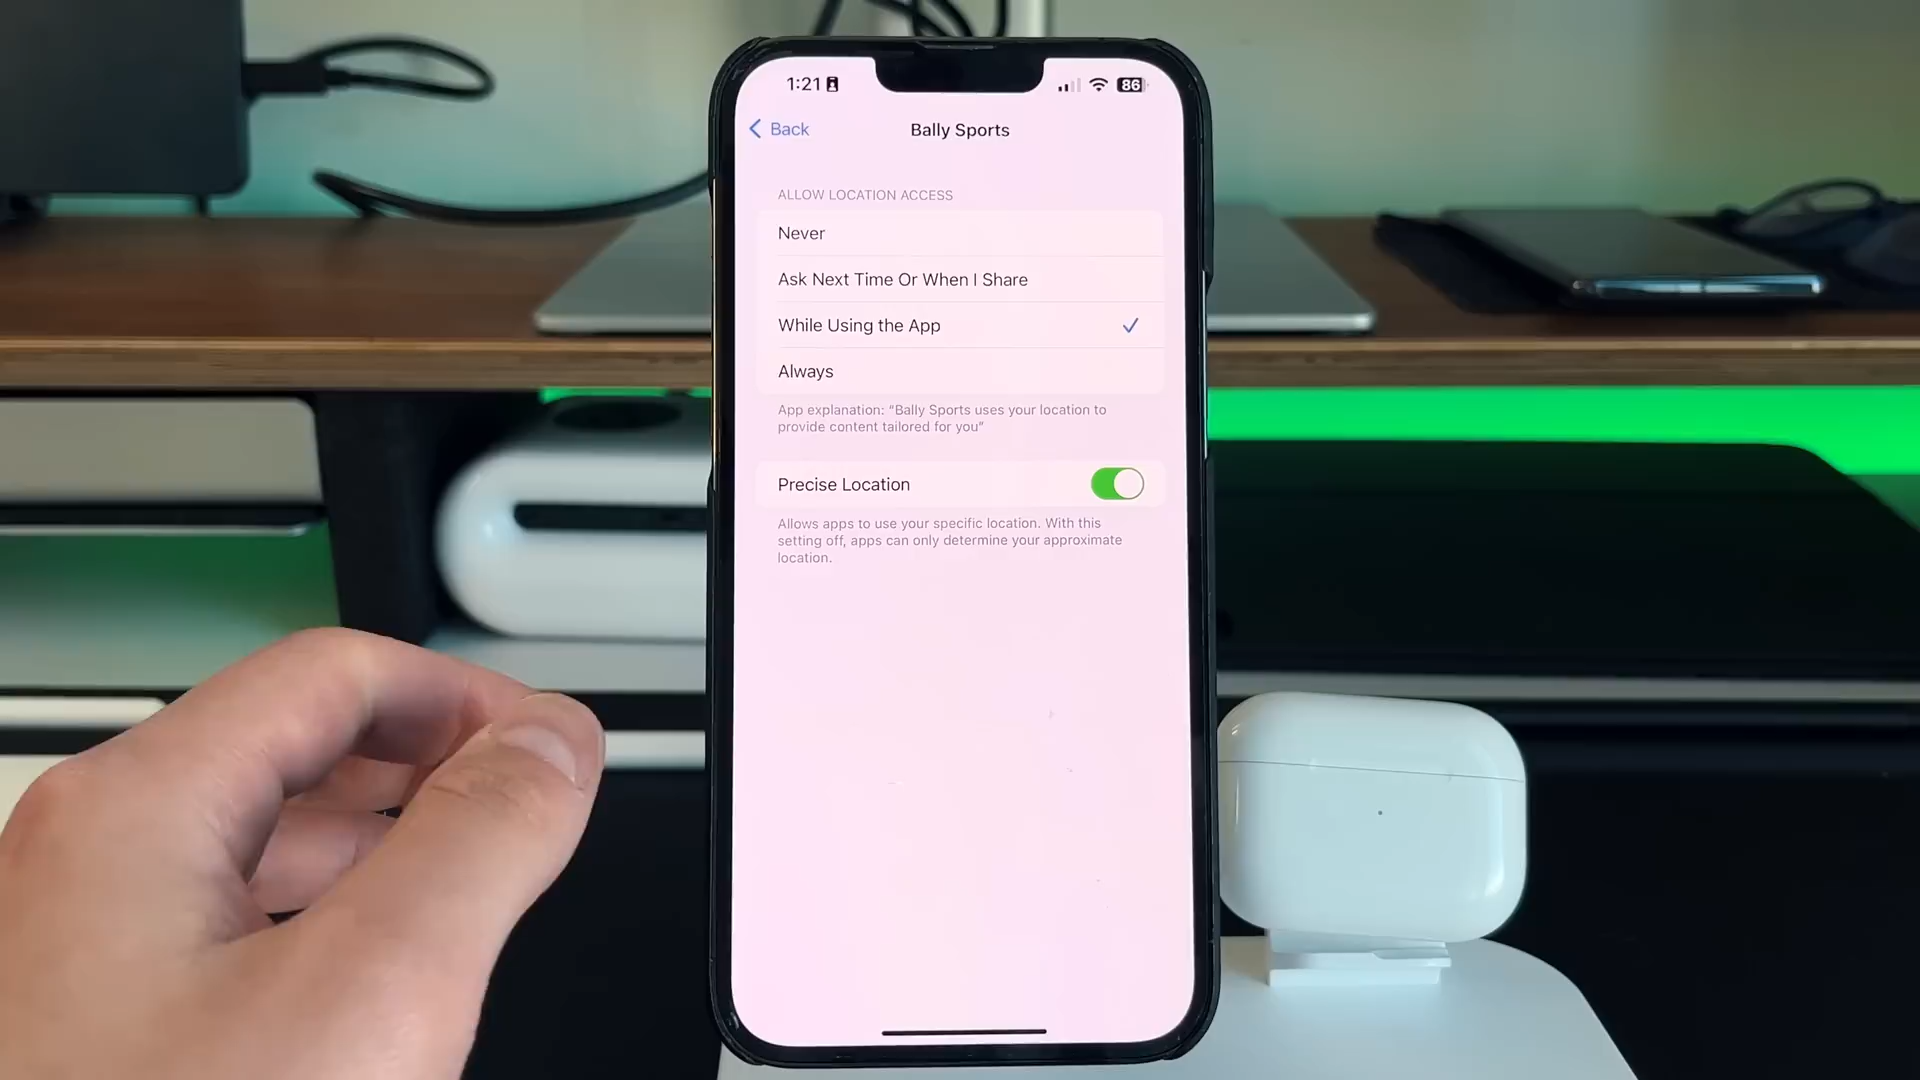 1:21
86
Back
Bally Sports
ALLOW LOCATION ACCESS
Never
Ask Next Time Or When I Share
While Using the App
Always
App explanation: “Bally Sports uses your location to
provide content tailored for you”
Precise Location
Allows apps to use your specific location. With this
setting off, apps can only determine your approximate
location.